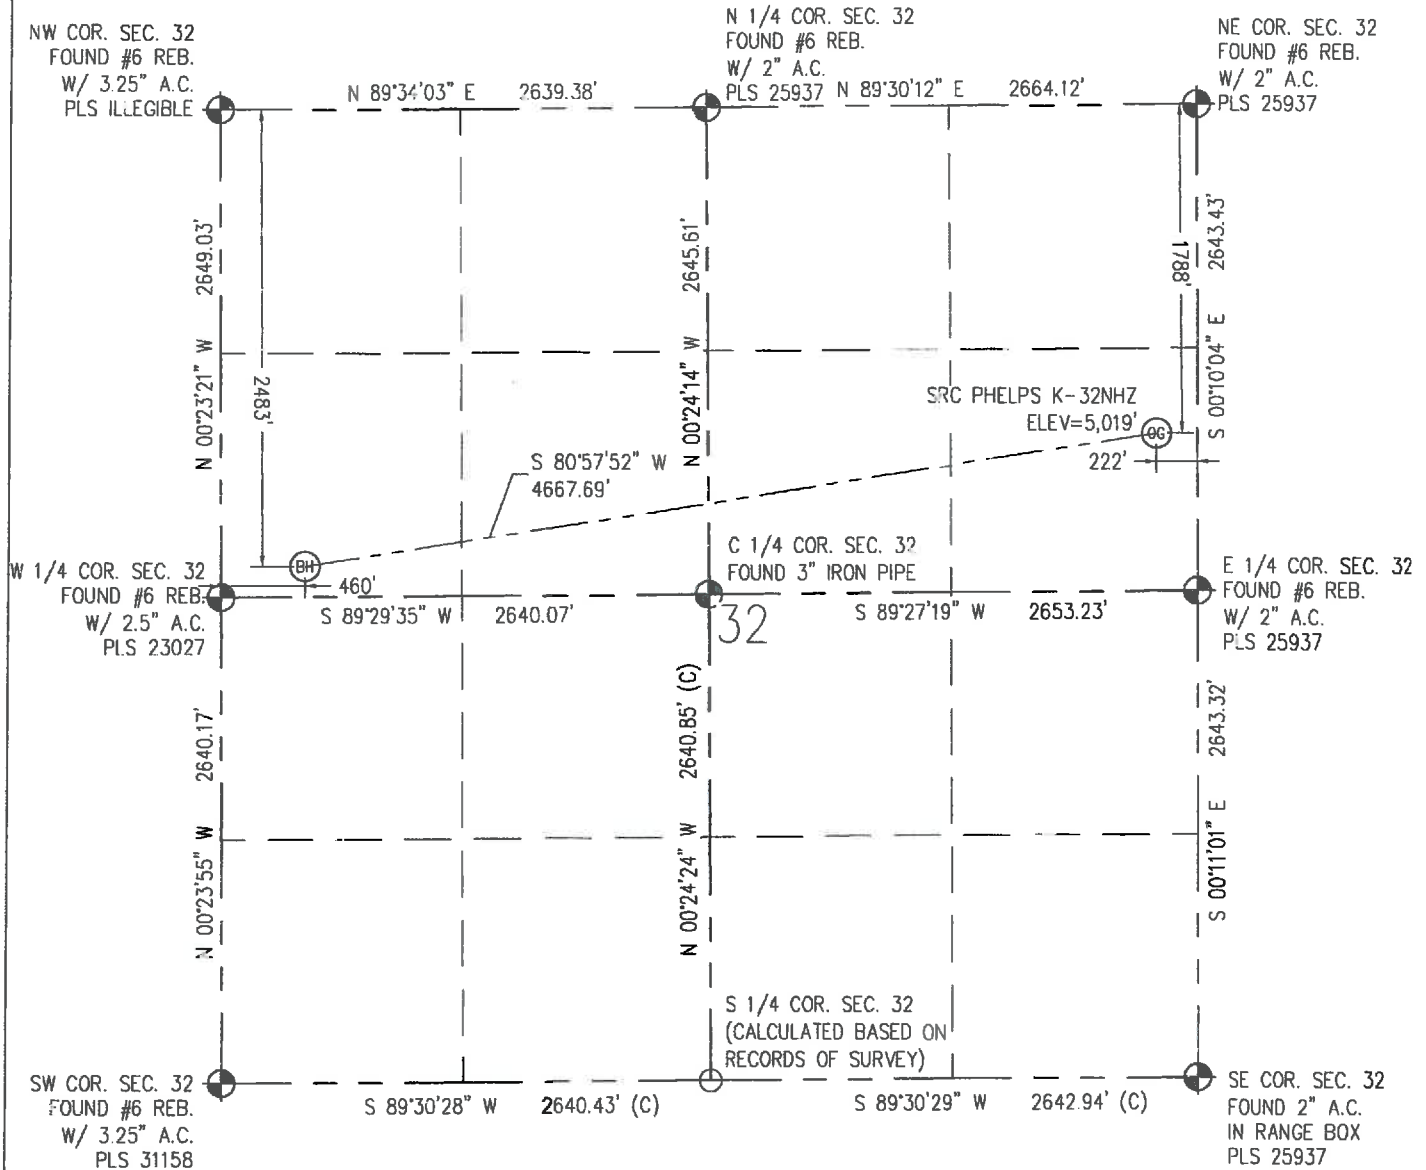 NW COR. SEC. 32
FOUND #6 REB.
W/ 3.25" A.C.
PLS ILLEGIBLE
N 1/4 COR. SEC. 32
FOUND #6 REB.
W/ 2" A.C.
PLS 25937
NE COR. SEC. 32
FOUND #6 REB.
W/ 2" A.C.
PLS 25937
N 89°34'03" E 2639.38'
N 89°30'12" E 2664.12'
N 00°23'21" W 2649.03'
2483'
N 00°24'14" W 2645.61'
1788'
S 00°10'04" E 2643.43'
SRC PHELPS K-32NHZ
ELEV=5,019'
OG
222'
S 80°57'52" W
4667.69'
BH
460'
W 1/4 COR. SEC. 32
FOUND #6 REB.
W/ 2.5" A.C.
PLS 23027
S 89°29'35" W 2640.07'
C 1/4 COR. SEC. 32
FOUND 3" IRON PIPE
32
S 89°27'19" W 2653.23'
E 1/4 COR. SEC. 32
FOUND #6 REB.
W/ 2" A.C.
PLS 25937
N 00°23'55" W 2640.17'
N 00°24'24" W 2640.85' (C)
S 00°11'01" E 2643.32'
S 1/4 COR. SEC. 32
(CALCULATED BASED ON
RECORDS OF SURVEY)
SW COR. SEC. 32
FOUND #6 REB.
W/ 3.25" A.C.
PLS 31158
S 89°30'28" W 2640.43' (C)
S 89°30'29" W 2642.94' (C)
SE COR. SEC. 32
FOUND 2" A.C.
IN RANGE BOX
PLS 25937